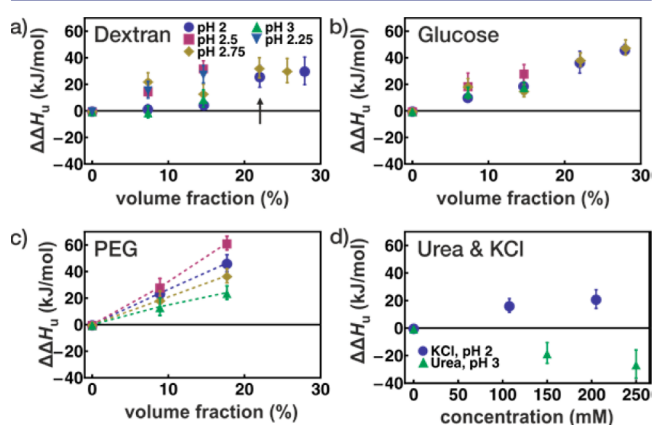 a)
Dextran
pH 2
pH 3
pH 2.5
pH 2.25
pH 2.75
ΔΔHu (kJ/mol)
60
40
20
0
−20
−40
0
10
20
30
volume fraction (%)
b)
Glucose
ΔΔHu (kJ/mol)
60
40
20
0
−20
−40
0
10
20
30
volume fraction (%)
c)
PEG
ΔΔHu (kJ/mol)
60
40
20
0
−20
−40
0
10
20
30
volume fraction (%)
d)
Urea & KCl
ΔΔHu (kJ/mol)
60
40
20
0
−20
−40
KCl, pH 2
Urea, pH 3
0
50
100
150
200
250
concentration (mM)